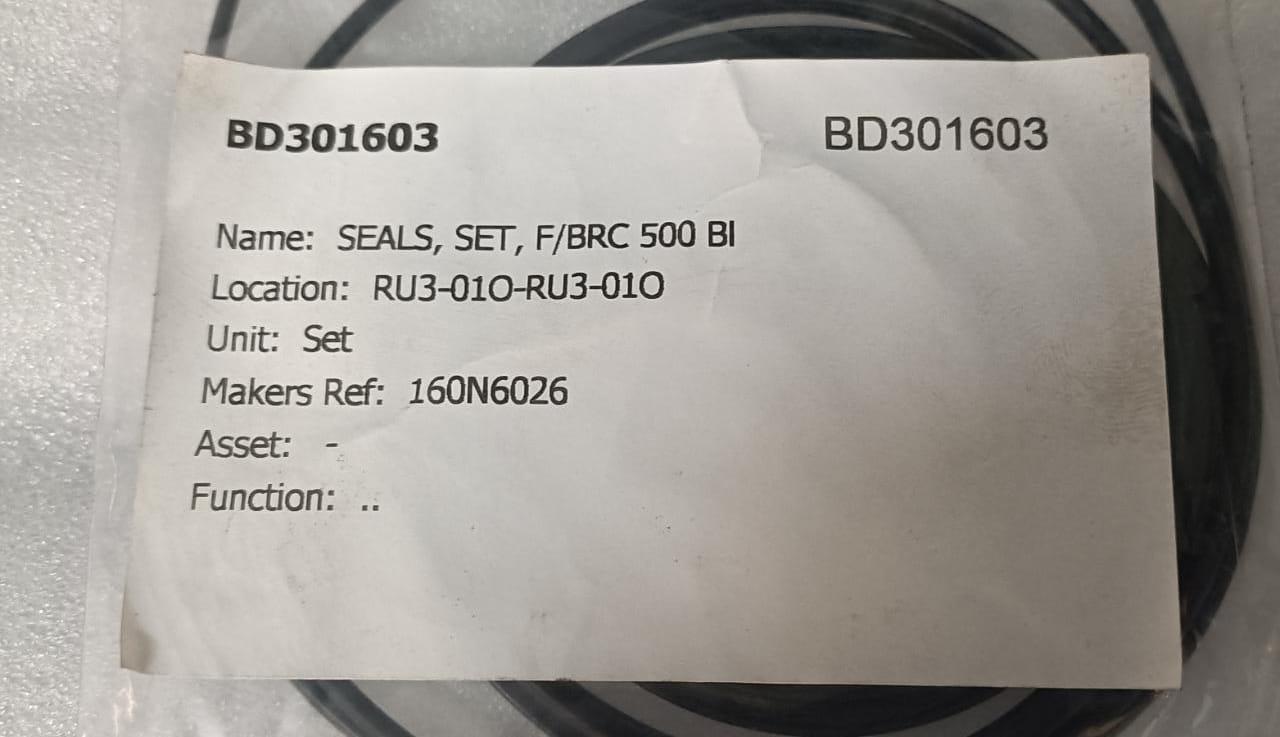 BD301603 BD301603
Name: SEALS, SET, F/BRC 500 BI
Location: RU3-01O-RU3-01O
Unit: Set
Makers Ref: 160N6026
Asset: -
Function: ..